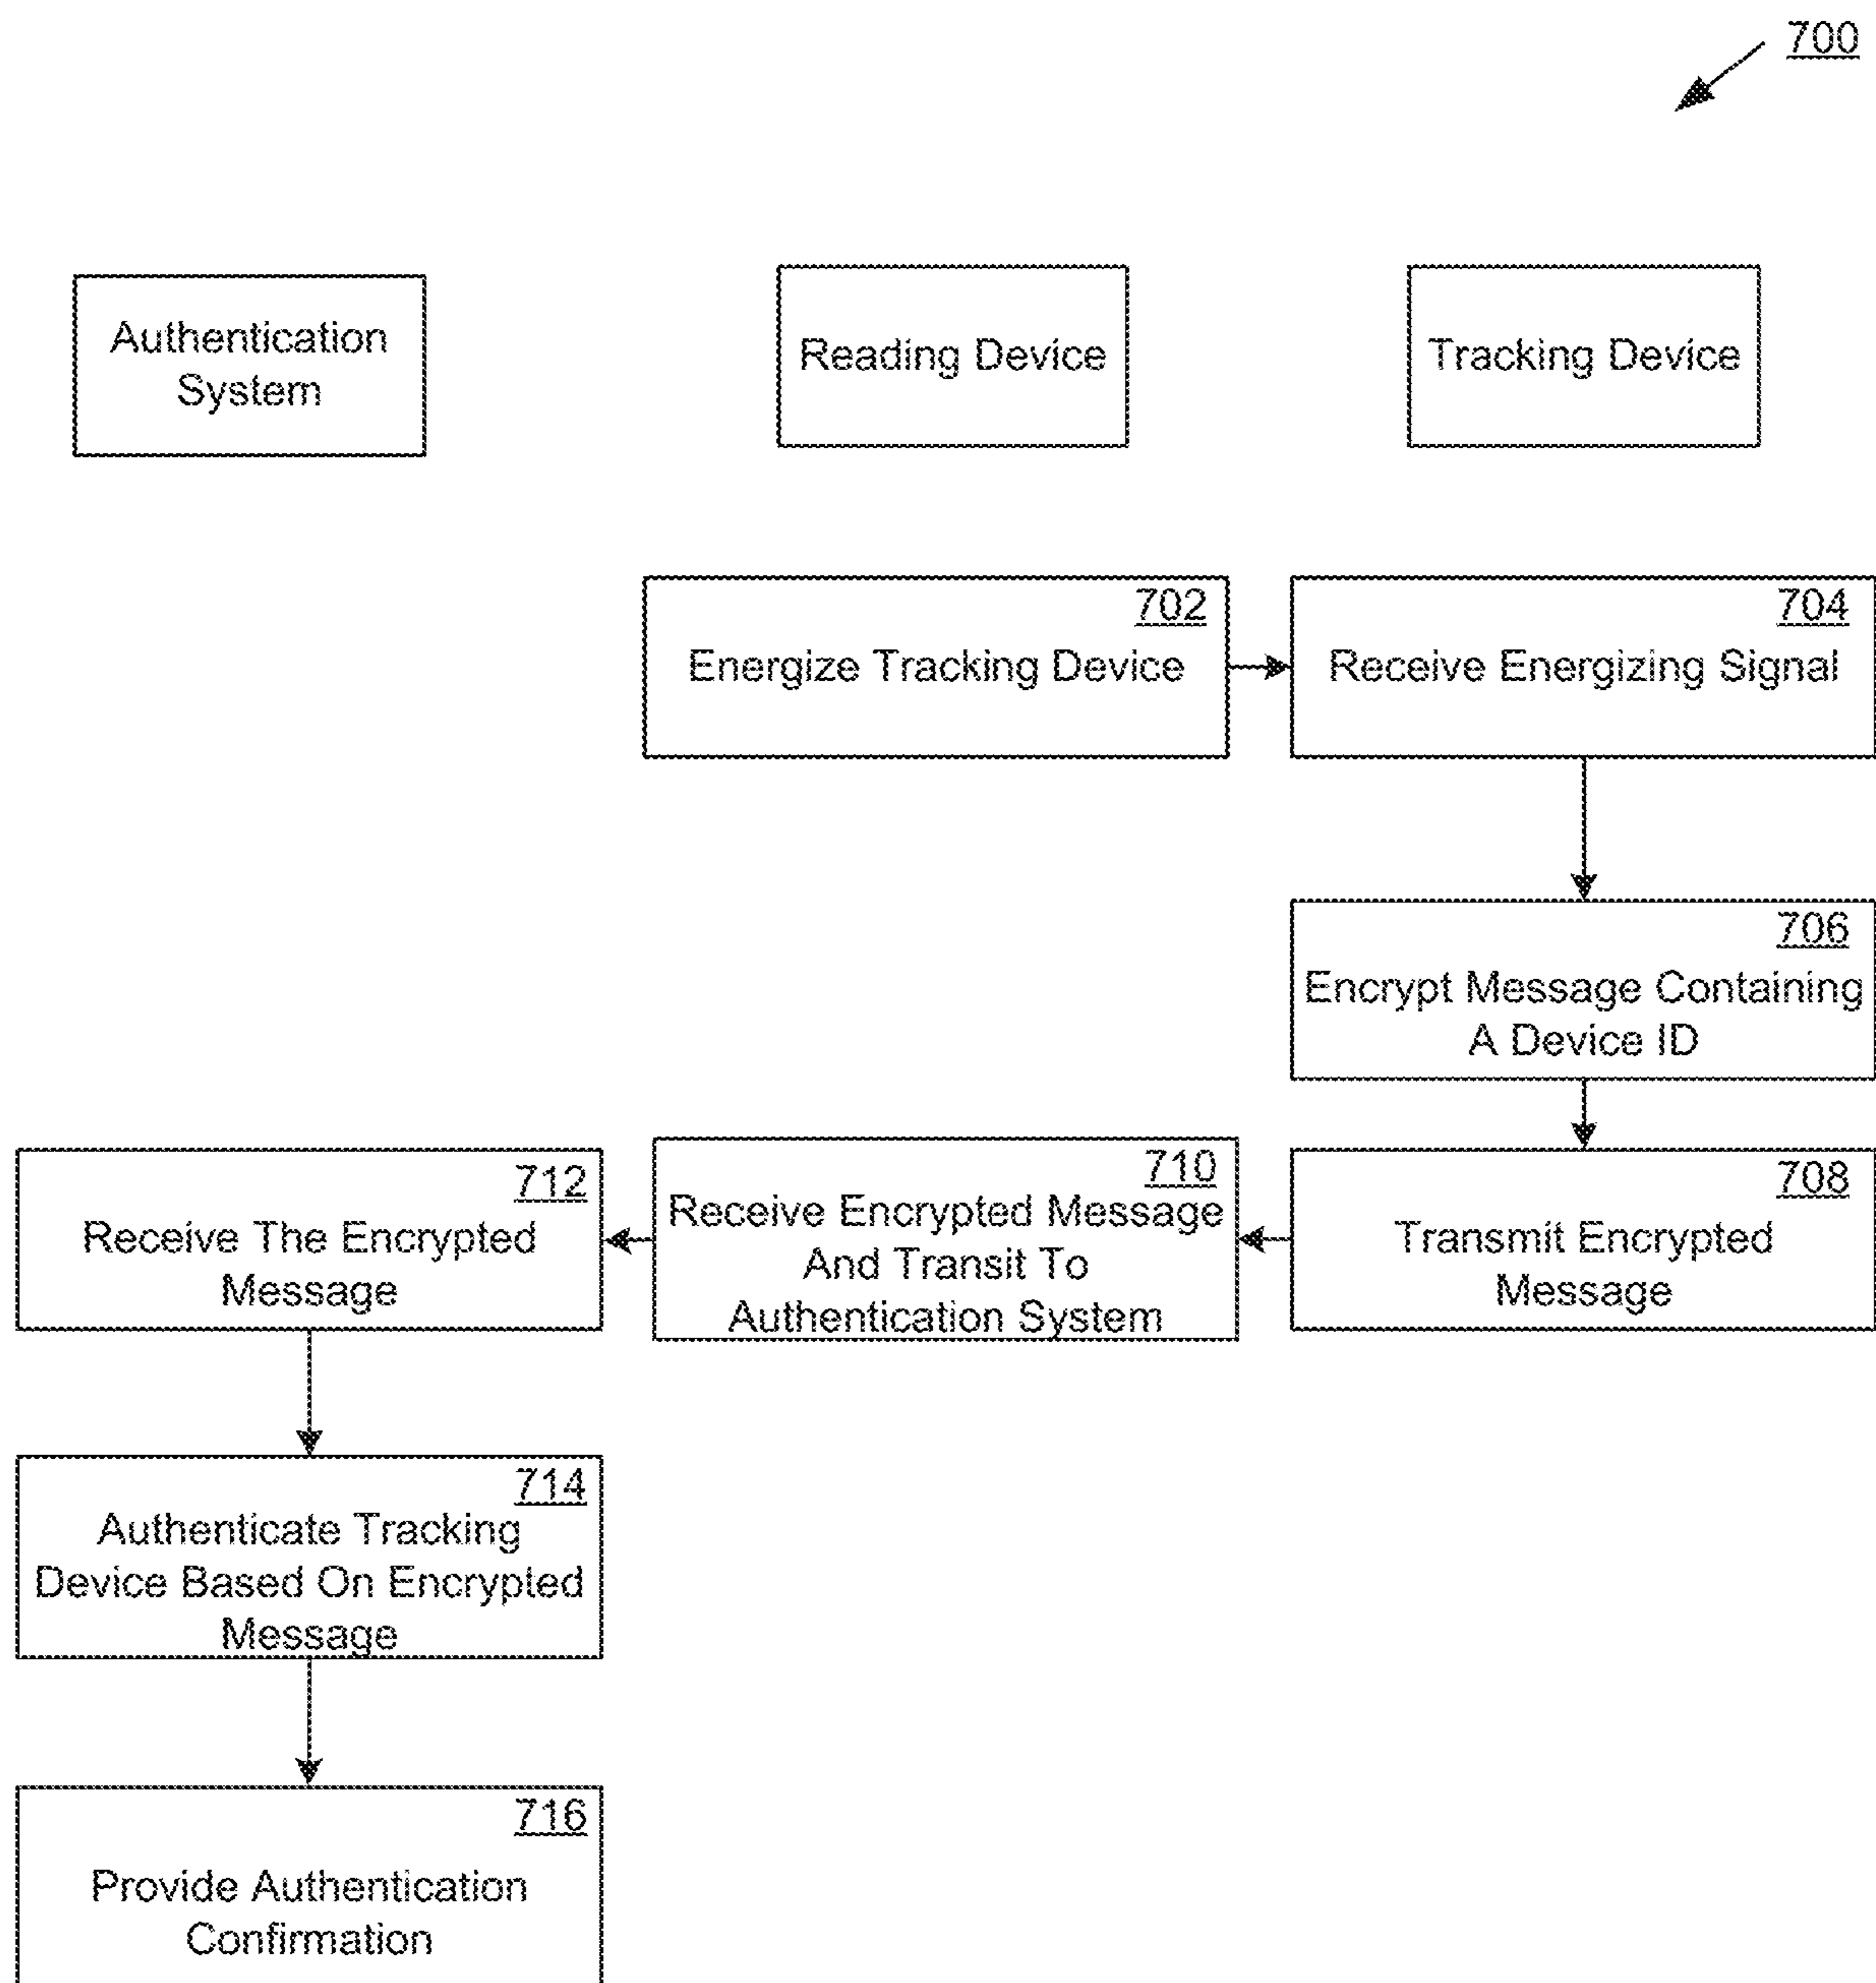 700
Authentication
System
Reading Device
Tracking Device
702
Energize Tracking Device
704
Receive Energizing Signal
706
Encrypt Message Containing
A Device ID
708
Transmit Encrypted
Message
710
Receive Encrypted Message
And Transit To
Authentication System
712
Receive The Encrypted
Message
714
Authenticate Tracking
Device Based On Encrypted
Message
716
Provide Authentication
Confirmation